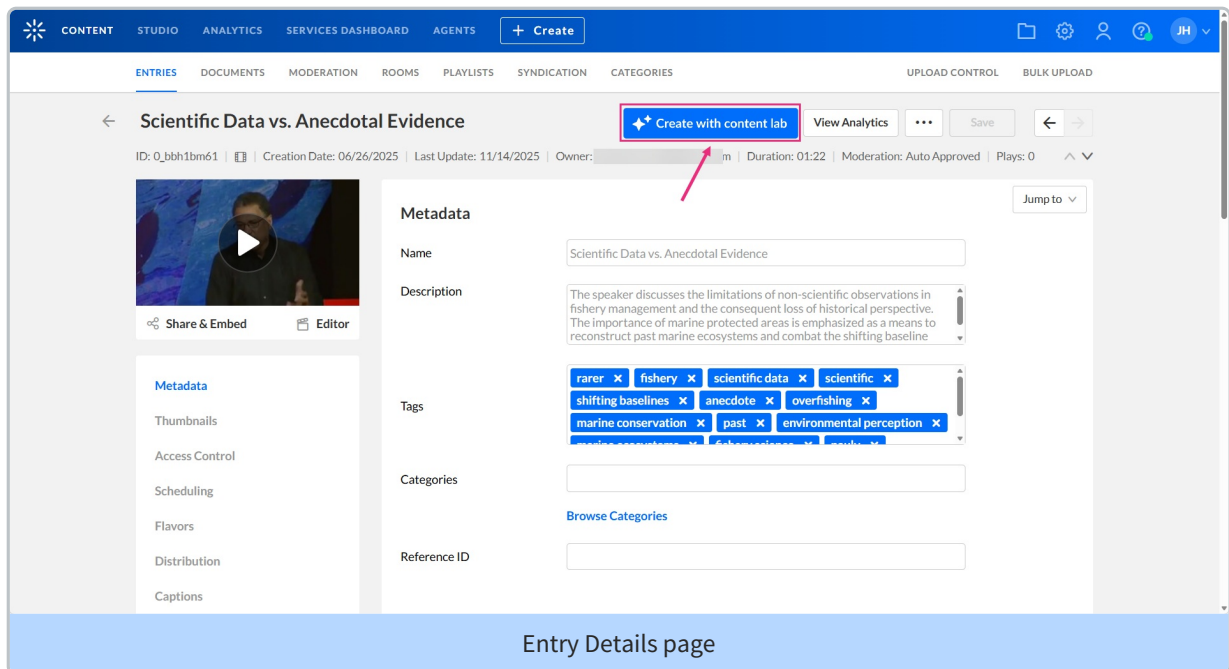 CONTENT STUDIO ANALYTICS SERVICES DASHBOARD AGENTS + Create JH
ENTRIES DOCUMENTS MODERATION ROOMS PLAYLISTS SYNDICATION CATEGORIES UPLOAD CONTROL BULK UPLOAD
Scientific Data vs. Anecdotal Evidence Create with content lab View Analytics ••• Save
ID: 0_bbh1bm61 | Creation Date: 06/26/2025 | Last Update: 11/14/2025 | Owner: m | Duration: 01:22 | Moderation: Auto Approved | Plays: 0
Jump to
Metadata
Name Scientific Data vs. Anecdotal Evidence
Description The speaker discusses the limitations of non-scientific observations in
fishery management and the consequent loss of historical perspective.
The importance of marine protected areas is emphasized as a means to
reconstruct past marine ecosystems and combat the shifting baseline
Share & Embed Editor
Metadata
Thumbnails
Access Control
Scheduling
Flavors
Distribution
Captions
Tags
rarer × fishery × scientific data × scientific ×
shifting baselines × anecdote × overfishing ×
marine conservation × past × environmental perception ×
marine ecosystems × fishery science × pauly ×
Categories
Browse Categories
Reference ID
Entry Details page